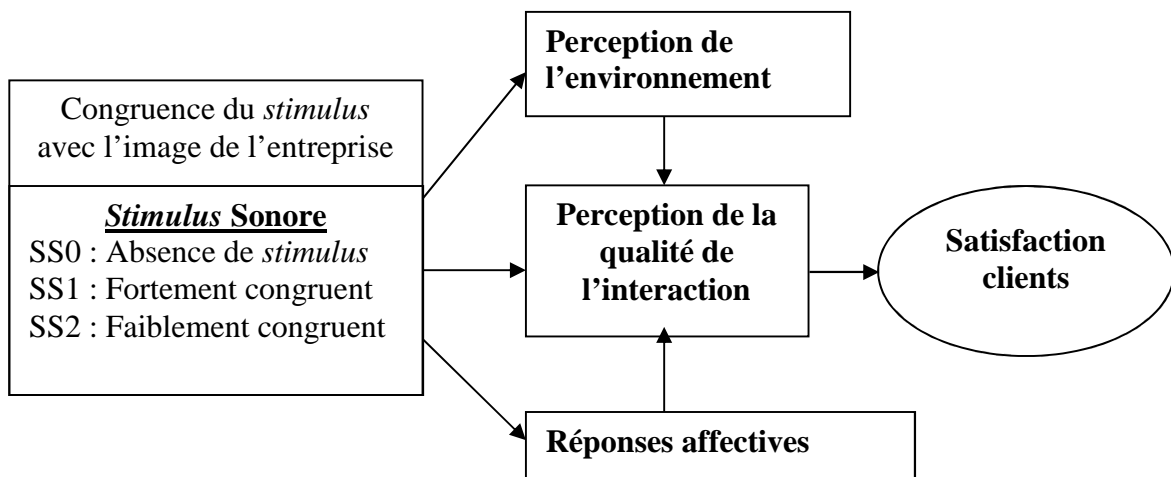 Congruence du stimulus
avec l’image de l’entreprise
Stimulus Sonore
SS0 : Absence de stimulus
SS1 : Fortement congruent
SS2 : Faiblement congruent
Perception de
l’environnement
Perception de la
qualité de
l’interaction
Réponses affectives
Satisfaction
clients